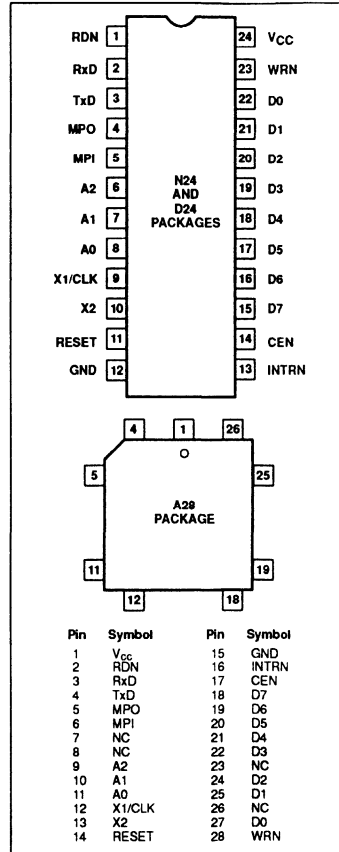 RDN 1 24 VCC
RxD 2 23 WRN
TxD 3 22 D0
MPO 4 21 D1
MPI 5 20 D2
A2 6 19 D3
A1 7 18 D4
A0 8 17 D5
X1/CLK 9 16 D6
X2 10 15 D7
RESET 11 14 CEN
GND 12 13 INTRN
N24
AND
D24
PACKAGES
4 1 26
5 25
A28
PACKAGE
11 19
12 18
Pin Symbol Pin Symbol
1 VCC 15 GND
2 RDN 16 INTRN
3 RxD 17 CEN
4 TxD 18 D7
5 MPO 19 D6
6 MPI 20 D5
7 NC 21 D4
8 NC 22 D3
9 A2 23 NC
10 A1 24 D2
11 A0 25 D1
12 X1/CLK 26 NC
13 X2 27 D0
14 RESET 28 WRN